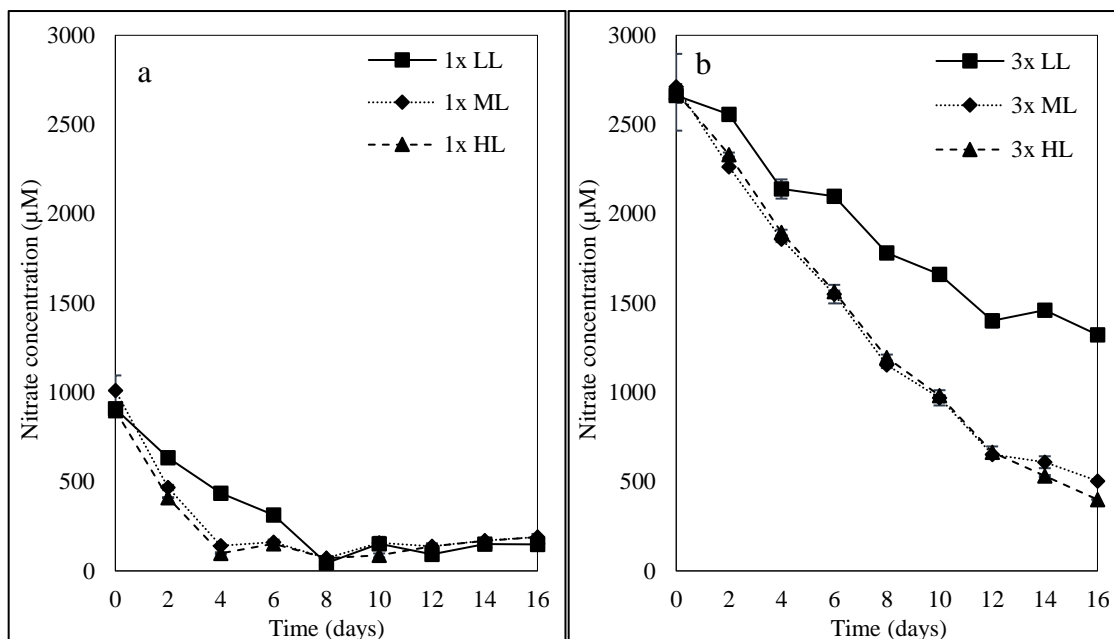 a
1x LL
1x ML
1x HL
3000
2500
2000
1500
1000
500
0
Nitrate concentration (µM)
0 2 4 6 8 10 12 14 16
Time (days)
b
3x LL
3x ML
3x HL
3000
2500
2000
1500
1000
500
0
Nitrate concentration (µM)
0 2 4 6 8 10 12 14 16
Time (days)